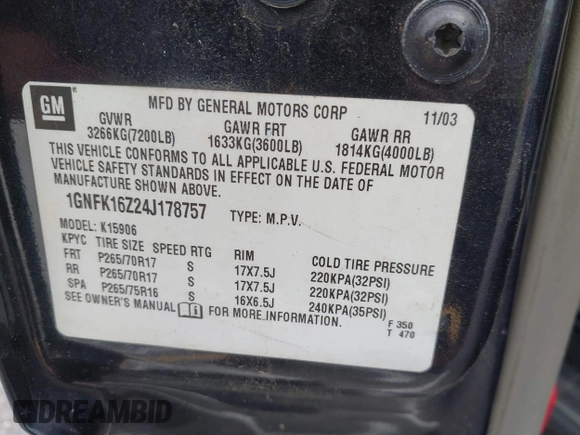 GM
MFD BY GENERAL MOTORS CORP 11/03
GVWR GAWR FRT GAWR RR
3266KG(7200LB) 1633KG(3600LB) 1814KG(4000LB)
THIS VEHICLE CONFORMS TO ALL APPLICABLE U.S. FEDERAL MOTOR
VEHICLE SAFETY STANDARDS IN EFFECT ON THE DATE OF
MANUFACTURE SHOWN ABOVE.
1GNFK16Z24J178757 TYPE: M.P.V.
MODEL: K15906
KPYC TIRE SIZE SPEED RTG RIM COLD TIRE PRESSURE
FRT P265/70R17 S 17X7.5J 220KPA(32PSI)
RR P265/70R17 S 17X7.5J 220KPA(32PSI)
SPA P265/75R16 S 16X6.5J 240KPA(35PSI)
SEE OWNER'S MANUAL FOR MORE INFORMATION.
F 350
T 470
DREAMBID